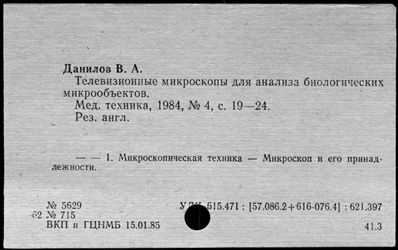 Данилов В. А.
Телевизионные микроскопы для анализа биологических
микрообъектов.
Мед. техника, 1984, № 4, с. 19—24.
Рез. англ.
— — 1. Микроскопическая техника — Микроскоп и его принад-
лежности.
№ 5629 УДК 615.471 : [57.086.2+616-076.4] : 621.397
62 № 715
ВКП и ГЦНМБ 15.01.85 41.3